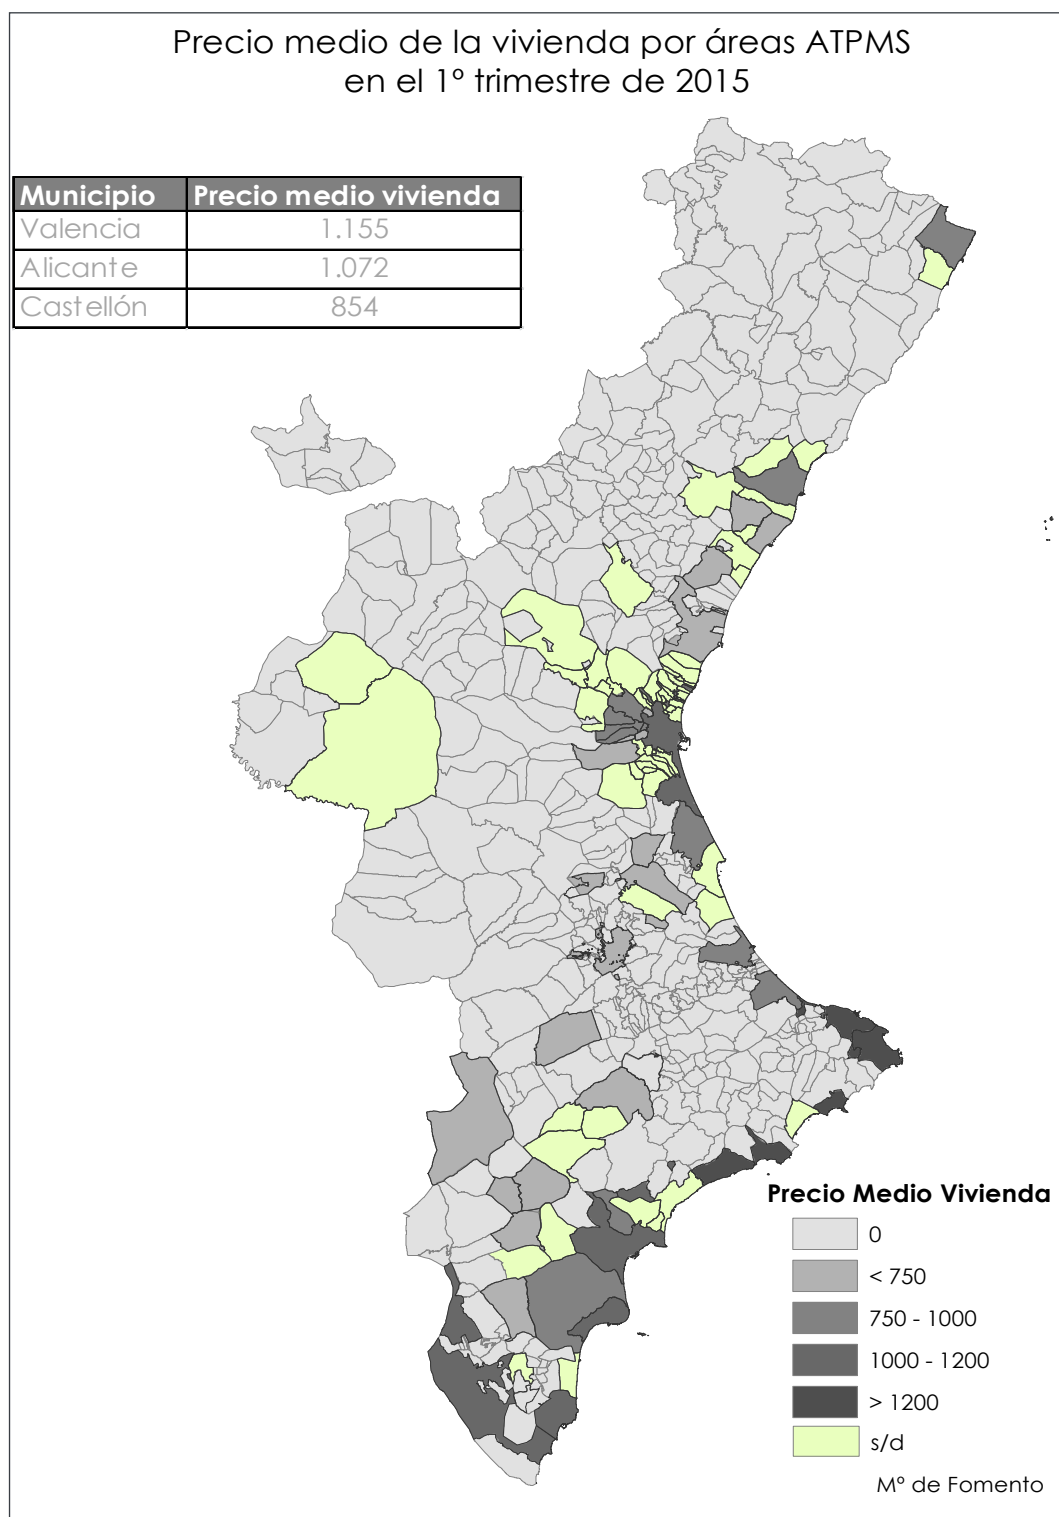 Precio medio de la vivienda por áreas ATPMS
en el 1º trimestre de 2015
Municipio Precio medio vivienda
Valencia 1.155
Alicante 1.072
Castellón 854
Precio Medio Vivienda
0
< 750
750 - 1000
1000 - 1200
> 1200
s/d
Mº de Fomento